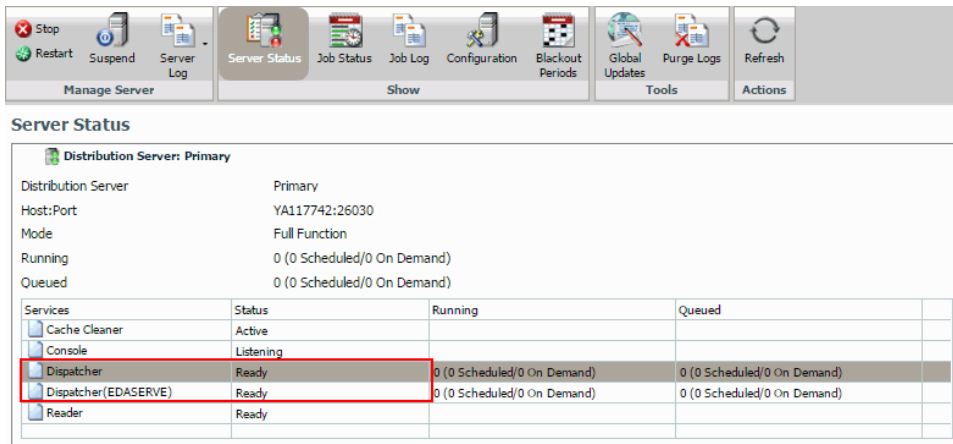 Stop
Restart
Suspend
Server Log
Manage Server
Server Status
Job Status
Job Log
Configuration
Blackout Periods
Show
Global Updates
Purge Logs
Tools
Refresh
Actions
Server Status
Distribution Server: Primary
Distribution Server Primary
Host:Port YA117742:26030
Mode Full Function
Running 0 (0 Scheduled/0 On Demand)
Queued 0 (0 Scheduled/0 On Demand)
Services Status Running Queued
Cache Cleaner Active
Console Listening
Dispatcher Ready 0 (0 Scheduled/0 On Demand) 0 (0 Scheduled/0 On Demand)
Dispatcher(EDASERVE) Ready 0 (0 Scheduled/0 On Demand) 0 (0 Scheduled/0 On Demand)
Reader Ready